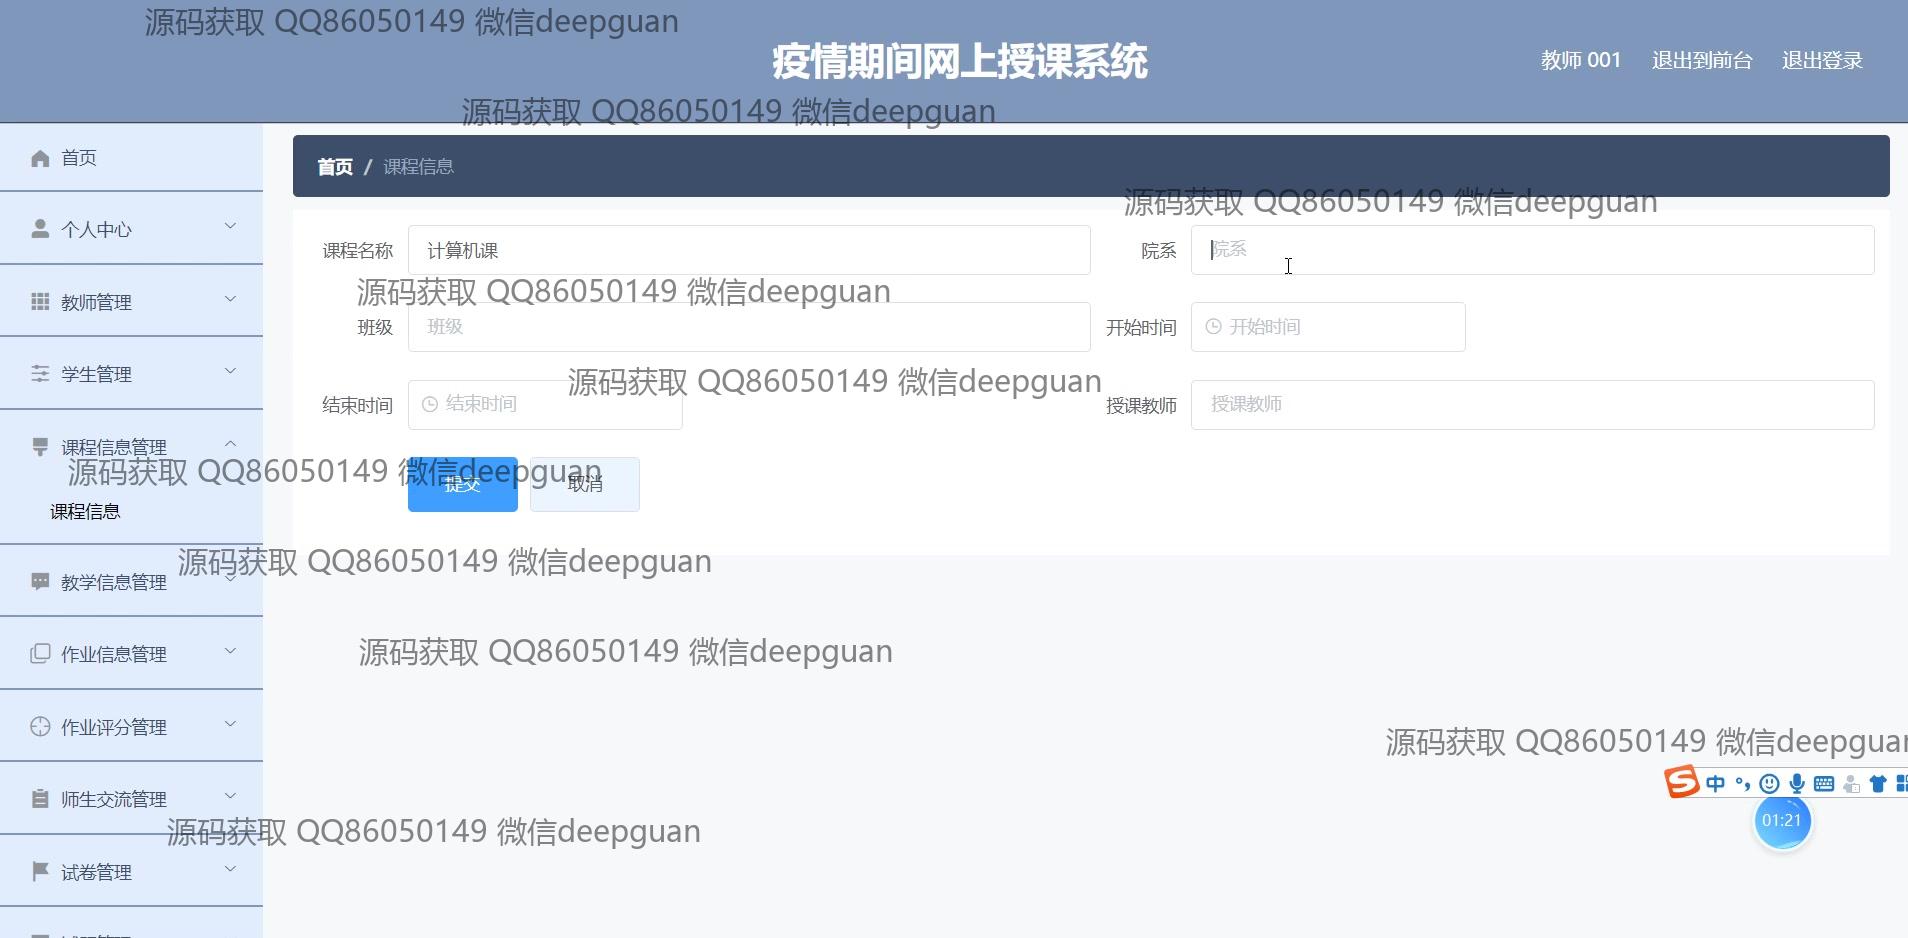 源码获取 QQ86050149 微信deepguan
疫情期间网上授课系统
教师 001 退出到前台 退出登录
源码获取 QQ86050149 微信deepguan
首页
首页 / 课程信息
源码获取 QQ86050149 微信deepguan
个人中心
课程名称 计算机课 院系 院系
源码获取 QQ86050149 微信deepguan
教师管理
班级 班级 开始时间 开始时间
学生管理
源码获取 QQ86050149 微信deepguan
结束时间 结束时间 授课教师 授课教师
课程信息管理
源码获取 QQ86050149 微信deepguan
提交 取消
课程信息
源码获取 QQ86050149 微信deepguan
教学信息管理
作业信息管理
源码获取 QQ86050149 微信deepguan
作业评分管理
源码获取 QQ86050149 微信deepguan
中
师生交流管理
01:21
源码获取 QQ86050149 微信deepguan
试卷管理